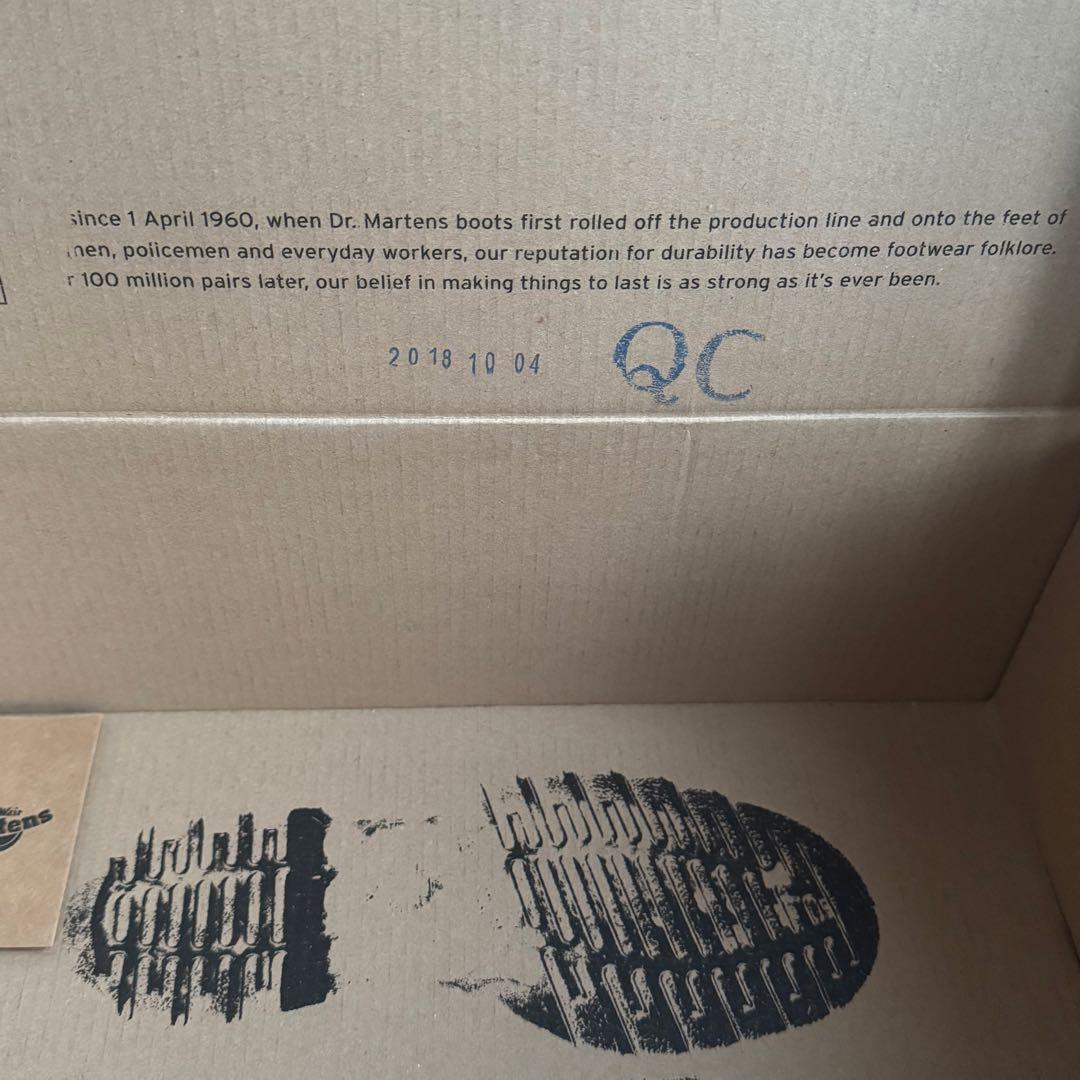 since 1 April 1960, when Dr. Martens boots first rolled off the production line and onto the feet of
policemen and everyday workers, our reputation for durability has become footwear folklore.
100 million pairs later, our belief in making things to last is as strong as it's ever been.
2018 10 04 QC